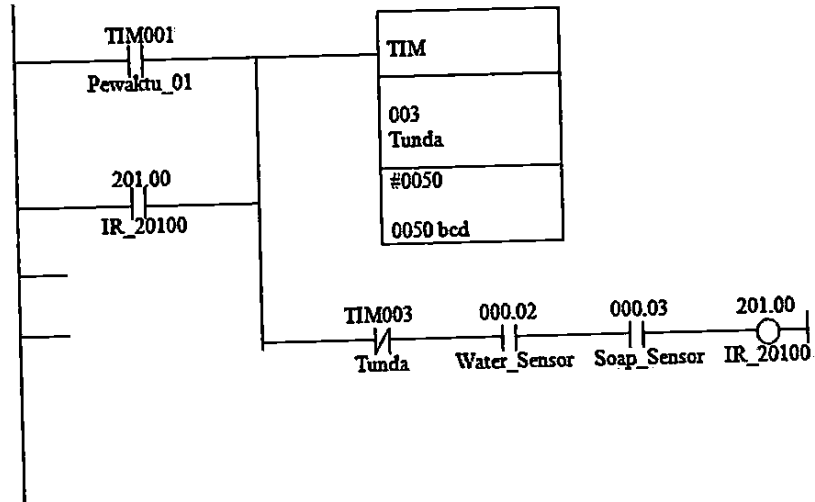 TIM001
Pewaktu_01
TIM
003
Tunda
#0050
0050 bcd
201.00
IR_20100
TIM003
Tunda
000.02
Water_Sensor
000.03
Soap_Sensor
201.00
IR_20100